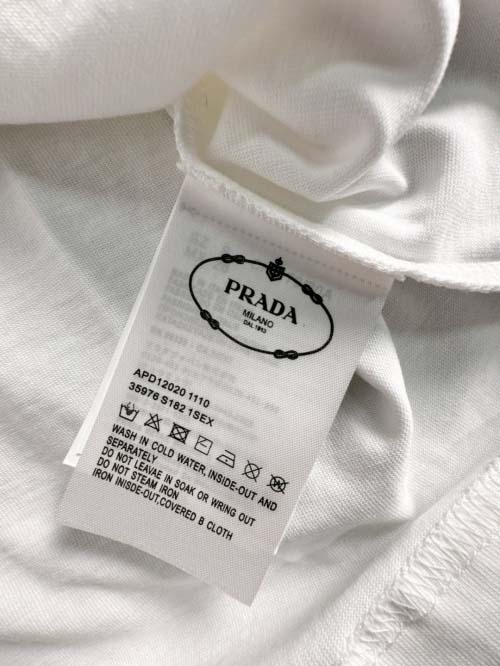 PRADA
MILANO
DAL 1913
APD12020 1110
35976 S182 1SEX
WASH IN COLD WATER, INSIDE-OUT AND
SEPARATELY
DO NOT LEAVAE IN SOAK OR WRING OUT
DO NOT STEAM IRON
IRON INISDE-OUT,COVERED B CLOTH